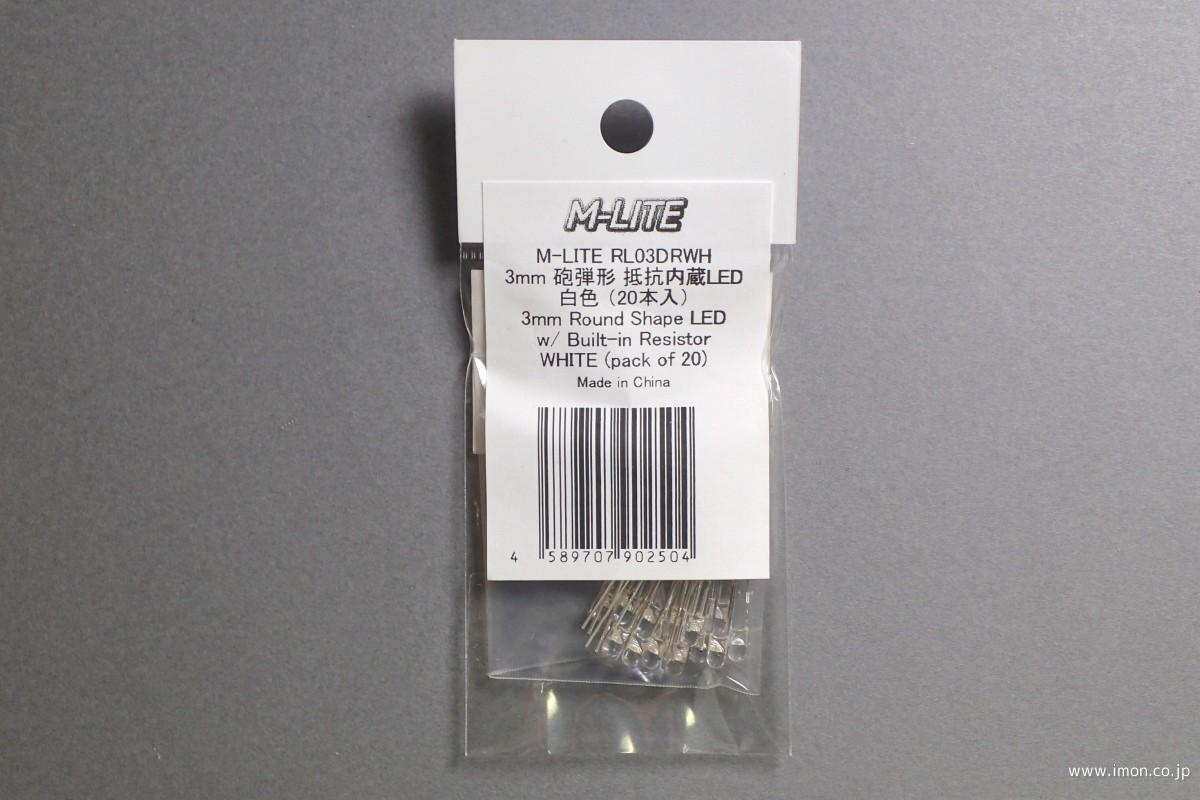 M-LITE
M-LITE RL03DRWH
3mm 砲弾形 抵抗内蔵LED
白色（20本入）
3mm Round Shape LED
w/ Built-in Resistor
WHITE (pack of 20)
Made in China
4 589707 902504
www.imon.co.jp